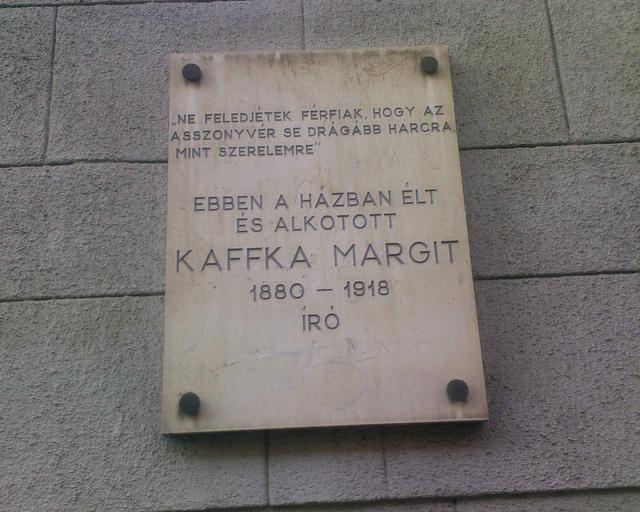 „NE FELEDJÉTEK FÉRFIAK, HOGY AZ
ASSZONYVÉR SE DRÁGÁBB HARCRA,
MINT SZERELEMRE"
EBBEN A HÁZBAN ÉLT
ÉS ALKOTOTT
KAFFKA MARGIT
1880 – 1918
ÍRÓ